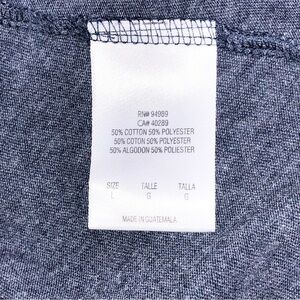 RN# 94989
CA# 40289
50% COTTON 50% POLYESTER
50% COTON 50% POLYESTER
50% ALGODON 50% POLIESTER
SIZE TALLE TALLA
L G G
MADE IN GUATEMALA